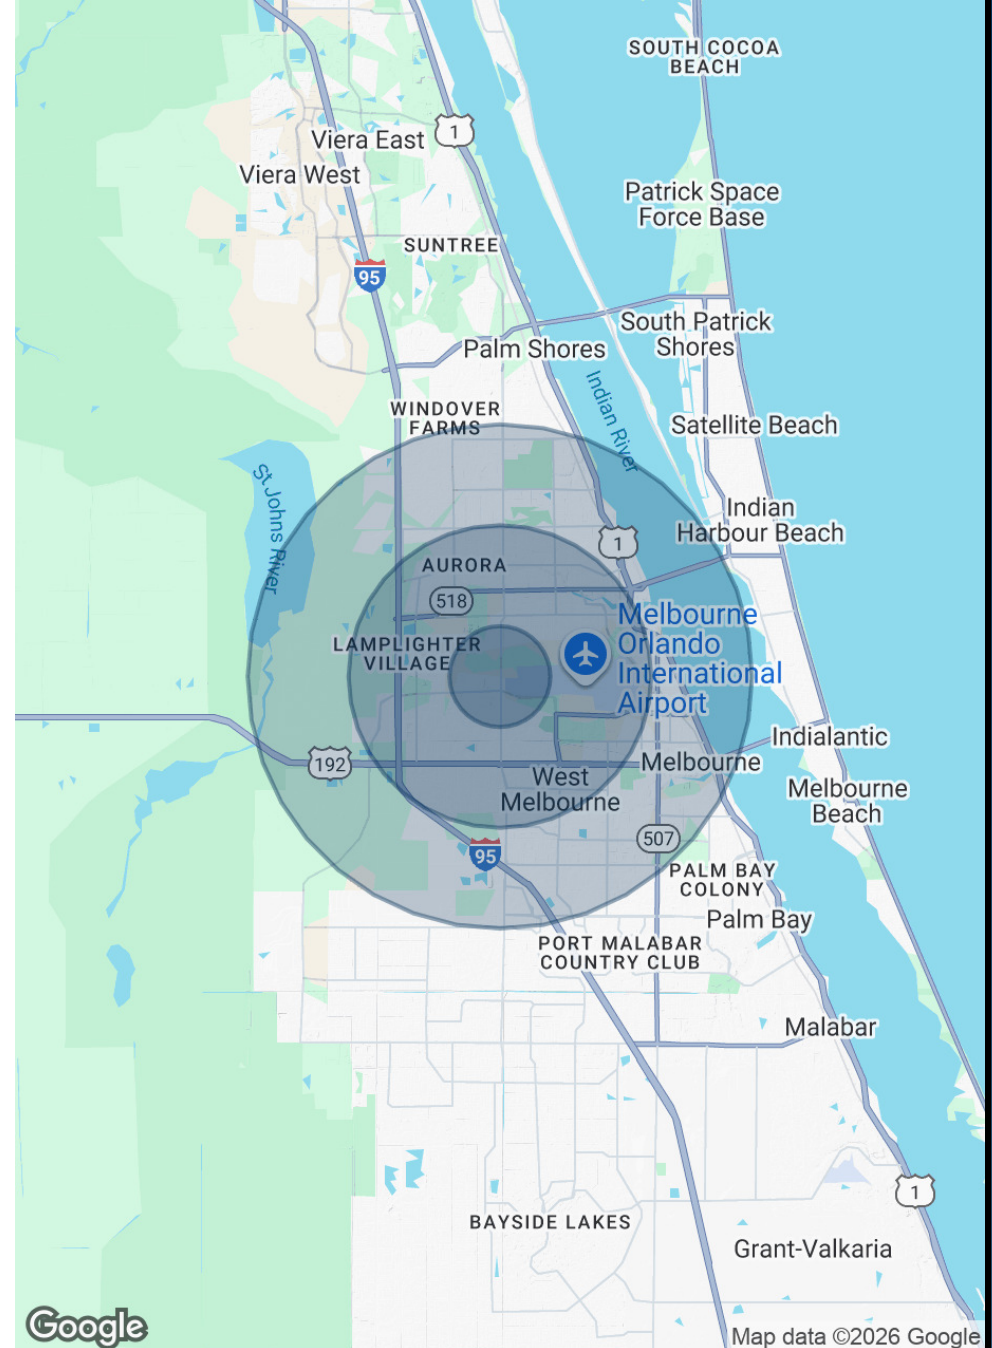 SOUTH COCOA
BEACH
1
Viera East
Viera West
Patrick Space
Force Base
SUNTREE
95
South Patrick
Shores
Palm Shores
Indian River
WINDOVER
FARMS
Satellite Beach
St Johns River
Indian
Harbour Beach
1
AURORA
518
Melbourne
Orlando
International
Airport
LAMPLIGHTER
VILLAGE
Indialantic
192
Melbourne
West
Melbourne
Melbourne
Beach
507
95
PALM BAY
COLONY
Palm Bay
PORT MALABAR
COUNTRY CLUB
Malabar
1
BAYSIDE LAKES
Grant-Valkaria
Google
Map data ©2026 Google